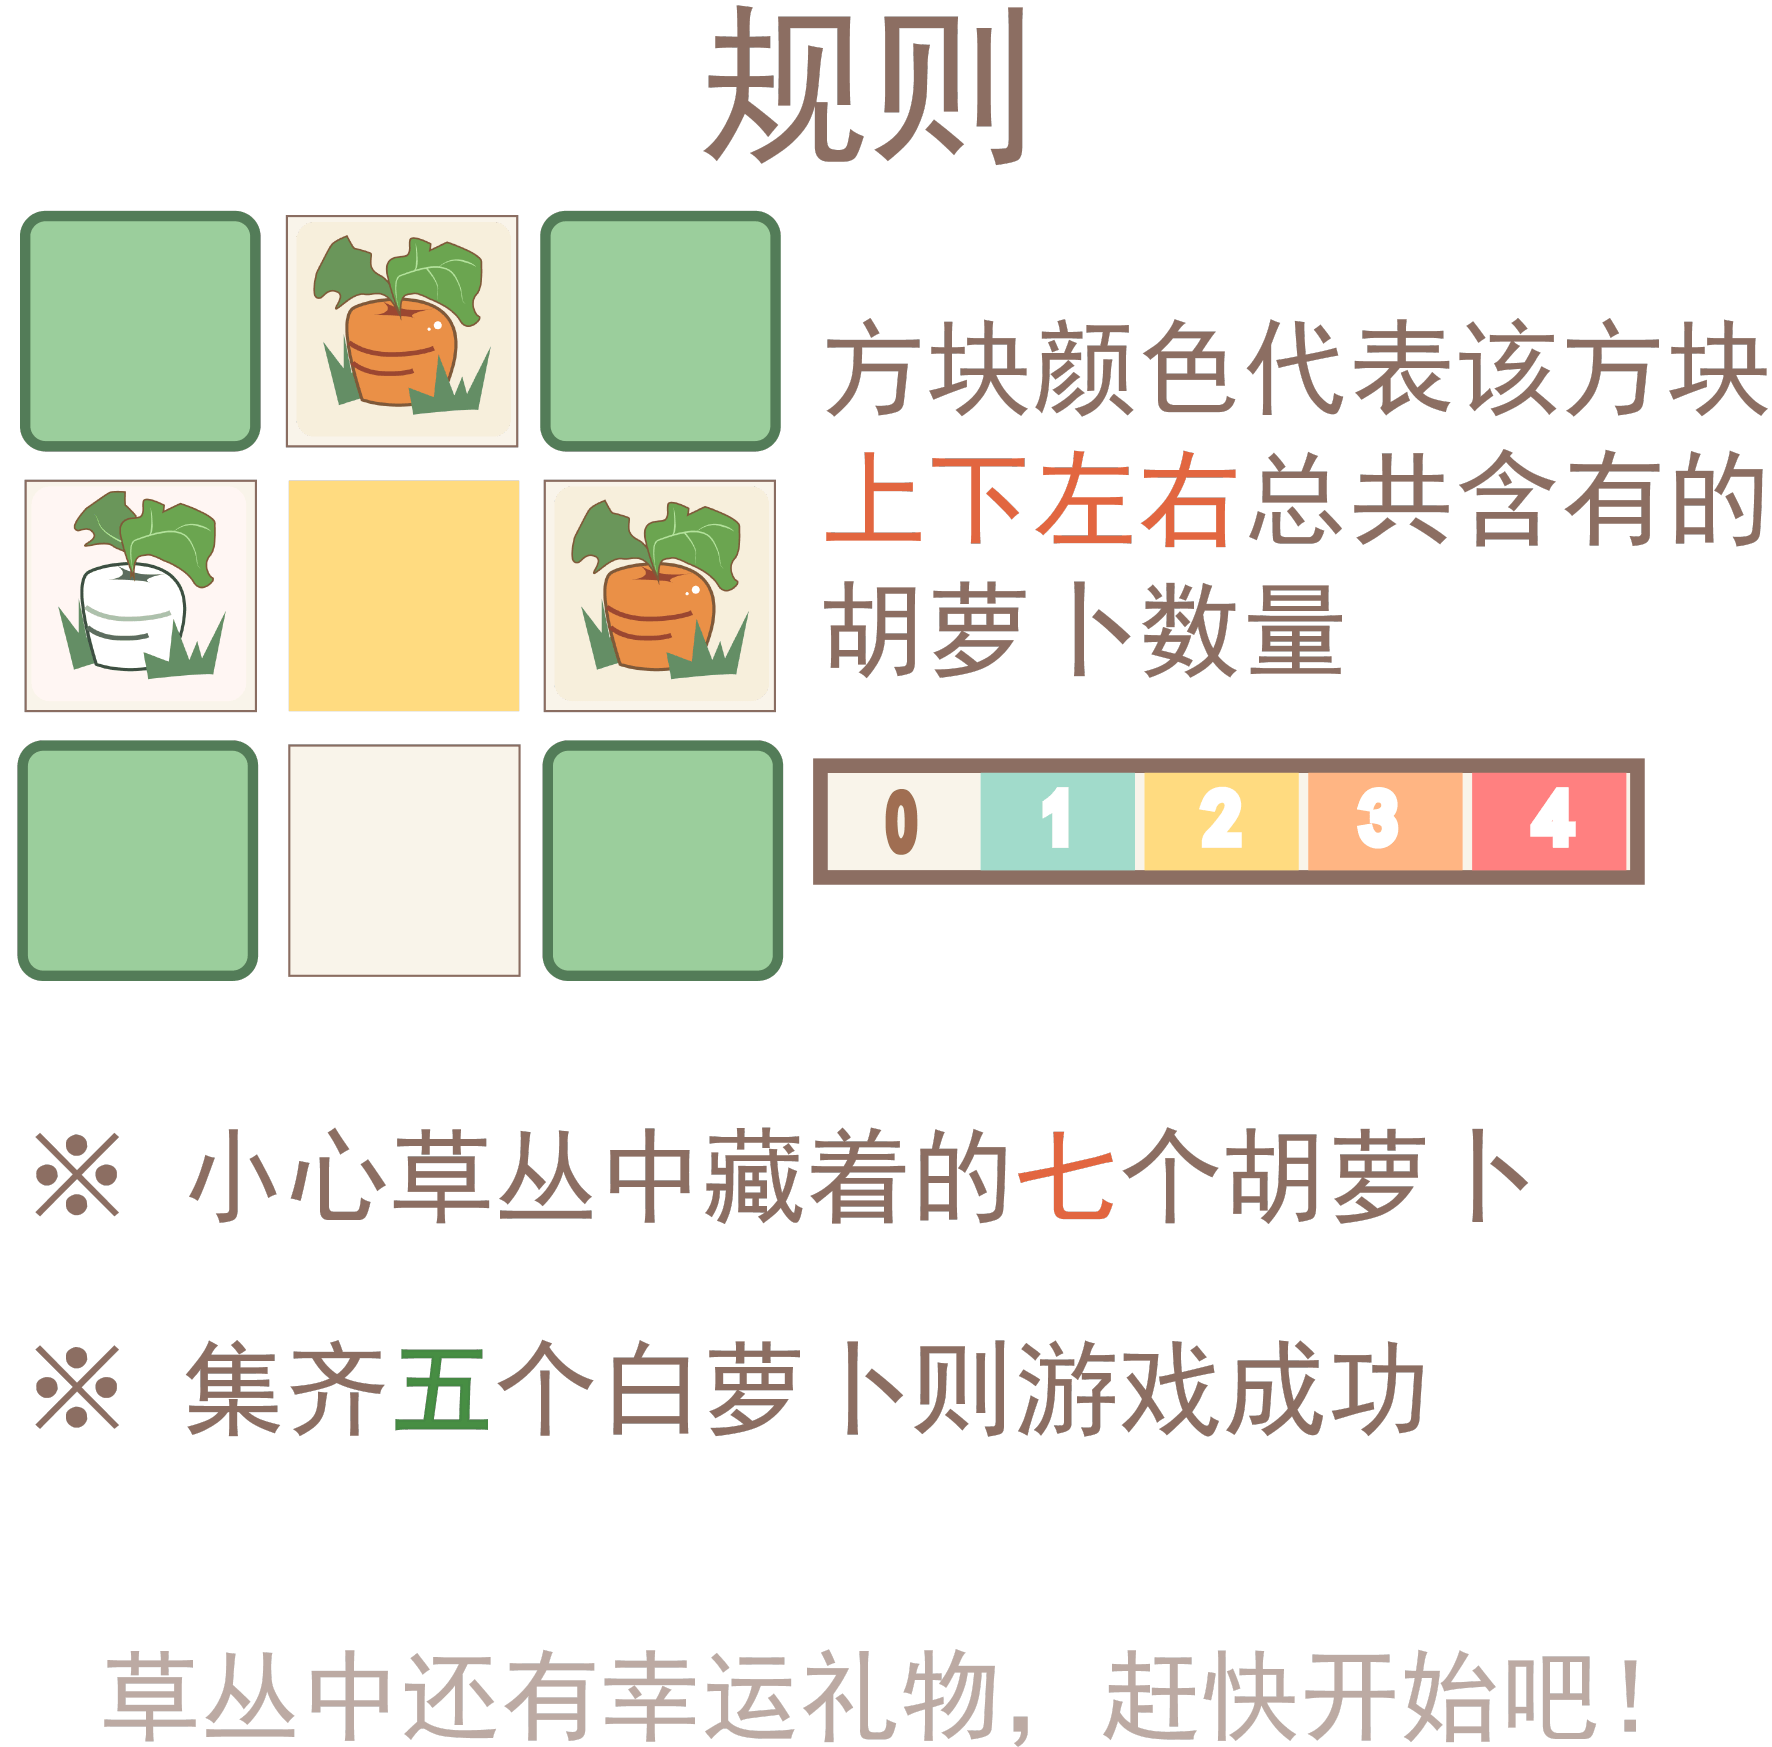 规则
方块颜色代表该方块
上下左右总共含有的
胡萝卜数量
0 1 2 3 4
※ 小心草丛中藏着的七个胡萝卜
※ 集齐五个白萝卜则游戏成功
草丛中还有幸运礼物，赶快开始吧！